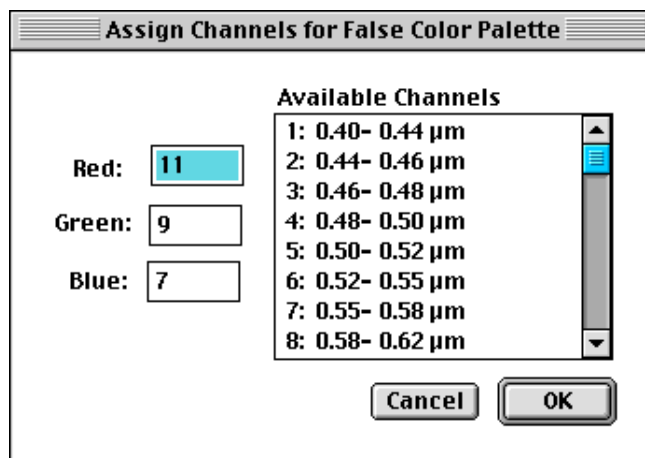 Assign Channels for False Color Palette
Available Channels
1: 0.40- 0.44 µm
2: 0.44- 0.46 µm
3: 0.46- 0.48 µm
4: 0.48- 0.50 µm
5: 0.50- 0.52 µm
6: 0.52- 0.55 µm
7: 0.55- 0.58 µm
8: 0.58- 0.62 µm
Red: 11
Green: 9
Blue: 7
Cancel
OK